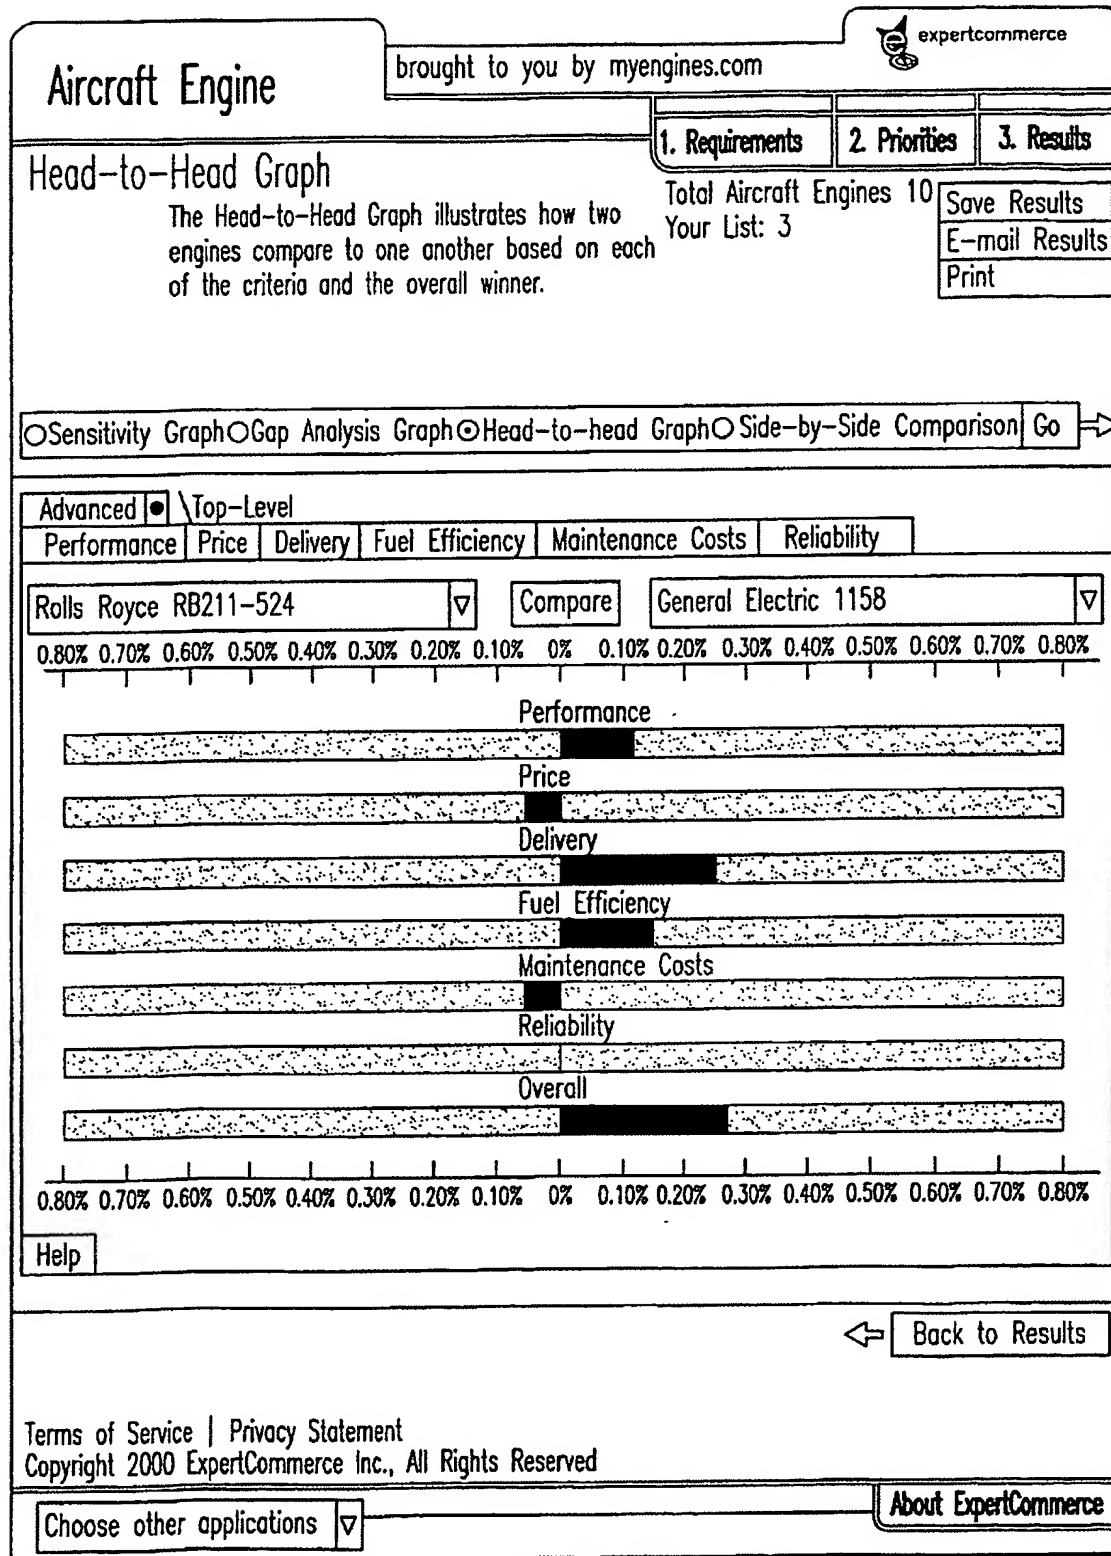 expertcommerce
Aircraft Engine
brought to you by myengines.com
1. Requirements 2. Priorities 3. Results
Head-to-Head Graph
The Head-to-Head Graph illustrates how two
engines compare to one another based on each
of the criteria and the overall winner.
Total Aircraft Engines 10
Your List: 3
Save Results
E-mail Results
Print
Sensitivity Graph Gap Analysis Graph Head-to-head Graph Side-by-Side Comparison Go
Advanced \Top-Level
Performance Price Delivery Fuel Efficiency Maintenance Costs Reliability
Rolls Royce RB211-524 Compare General Electric 1158
0.80% 0.70% 0.60% 0.50% 0.40% 0.30% 0.20% 0.10% 0% 0.10% 0.20% 0.30% 0.40% 0.50% 0.60% 0.70% 0.80%
Performance
Price
Delivery
Fuel Efficiency
Maintenance Costs
Reliability
Overall
0.80% 0.70% 0.60% 0.50% 0.40% 0.30% 0.20% 0.10% 0% 0.10% 0.20% 0.30% 0.40% 0.50% 0.60% 0.70% 0.80%
Help
Back to Results
Terms of Service | Privacy Statement
Copyright 2000 ExpertCommerce Inc., All Rights Reserved
About ExpertCommerce
Choose other applications